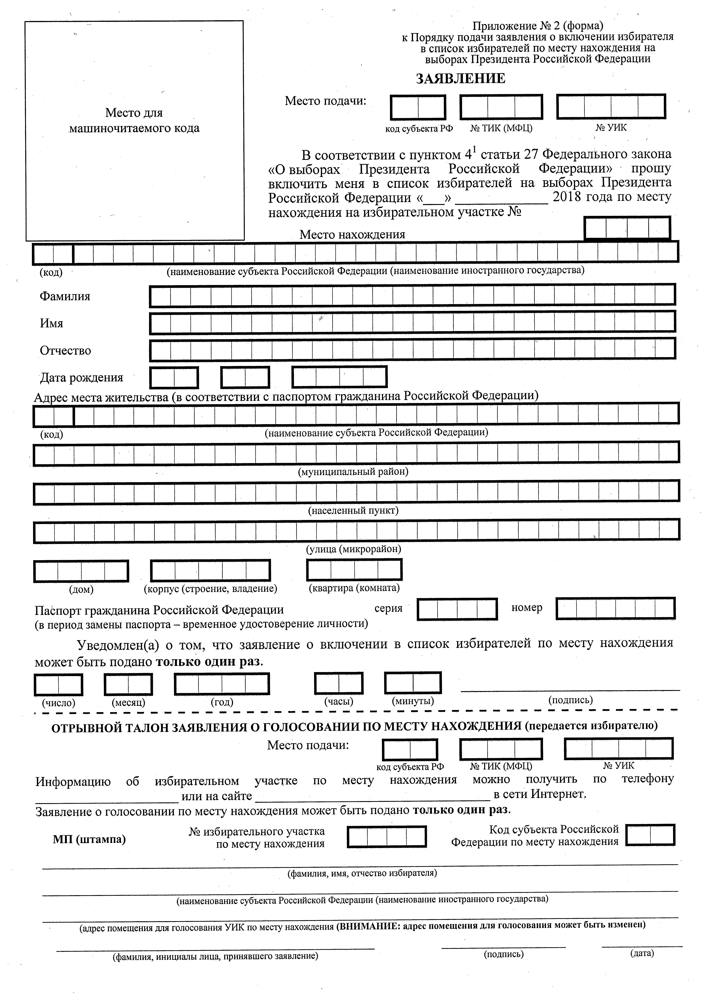 Приложение № 2 (форма)
к Порядку подачи заявления о включении избирателя
в список избирателей по месту нахождения на
выборах Президента Российской Федерации
ЗАЯВЛЕНИЕ
Место для
машиночитаемого кода
Место подачи:
код субъекта РФ № ТИК (МФЦ) № УИК
В соответствии с пунктом 4¹ статьи 27 Федерального закона
«О выборах Президента Российской Федерации» прошу
включить меня в список избирателей на выборах Президента
Российской Федерации «___» _____________ 2018 года по месту
нахождения на избирательном участке №
Место нахождения
(код) (наименование субъекта Российской Федерации (наименование иностранного государства)
Фамилия
Имя
Отчество
Дата рождения
Адрес места жительства (в соответствии с паспортом гражданина Российской Федерации)
(код) (наименование субъекта Российской Федерации)
(муниципальный район)
(населенный пункт)
(улица (микрорайон)
(дом) (корпус (строение, владение) (квартира (комната)
Паспорт гражданина Российской Федерации серия номер
(в период замены паспорта – временное удостоверение личности)
Уведомлен(а) о том, что заявление о включении в список избирателей по месту нахождения
может быть подано только один раз.
(число) (месяц) (год) (часы) (минуты) (подпись)
ОТРЫВНОЙ ТАЛОН ЗАЯВЛЕНИЯ О ГОЛОСОВАНИИ ПО МЕСТУ НАХОЖДЕНИЯ (передается избирателю)
Место подачи:
код субъекта РФ № ТИК (МФЦ) № УИК
Информацию об избирательном участке по месту нахождения можно получить по телефону
____________________ или на сайте _________________________________ в сети Интернет.
Заявление о голосовании по месту нахождения может быть подано только один раз.
МП (штампа)
№ избирательного участка
по месту нахождения
Код субъекта Российской
Федерации по месту нахождения
(фамилия, имя, отчество избирателя)
(наименование субъекта Российской Федерации (наименование иностранного государства)
(адрес помещения для голосования УИК по месту нахождения (ВНИМАНИЕ: адрес помещения для голосования может быть изменен)
(фамилия, инициалы лица, принявшего заявление) (подпись) (дата)